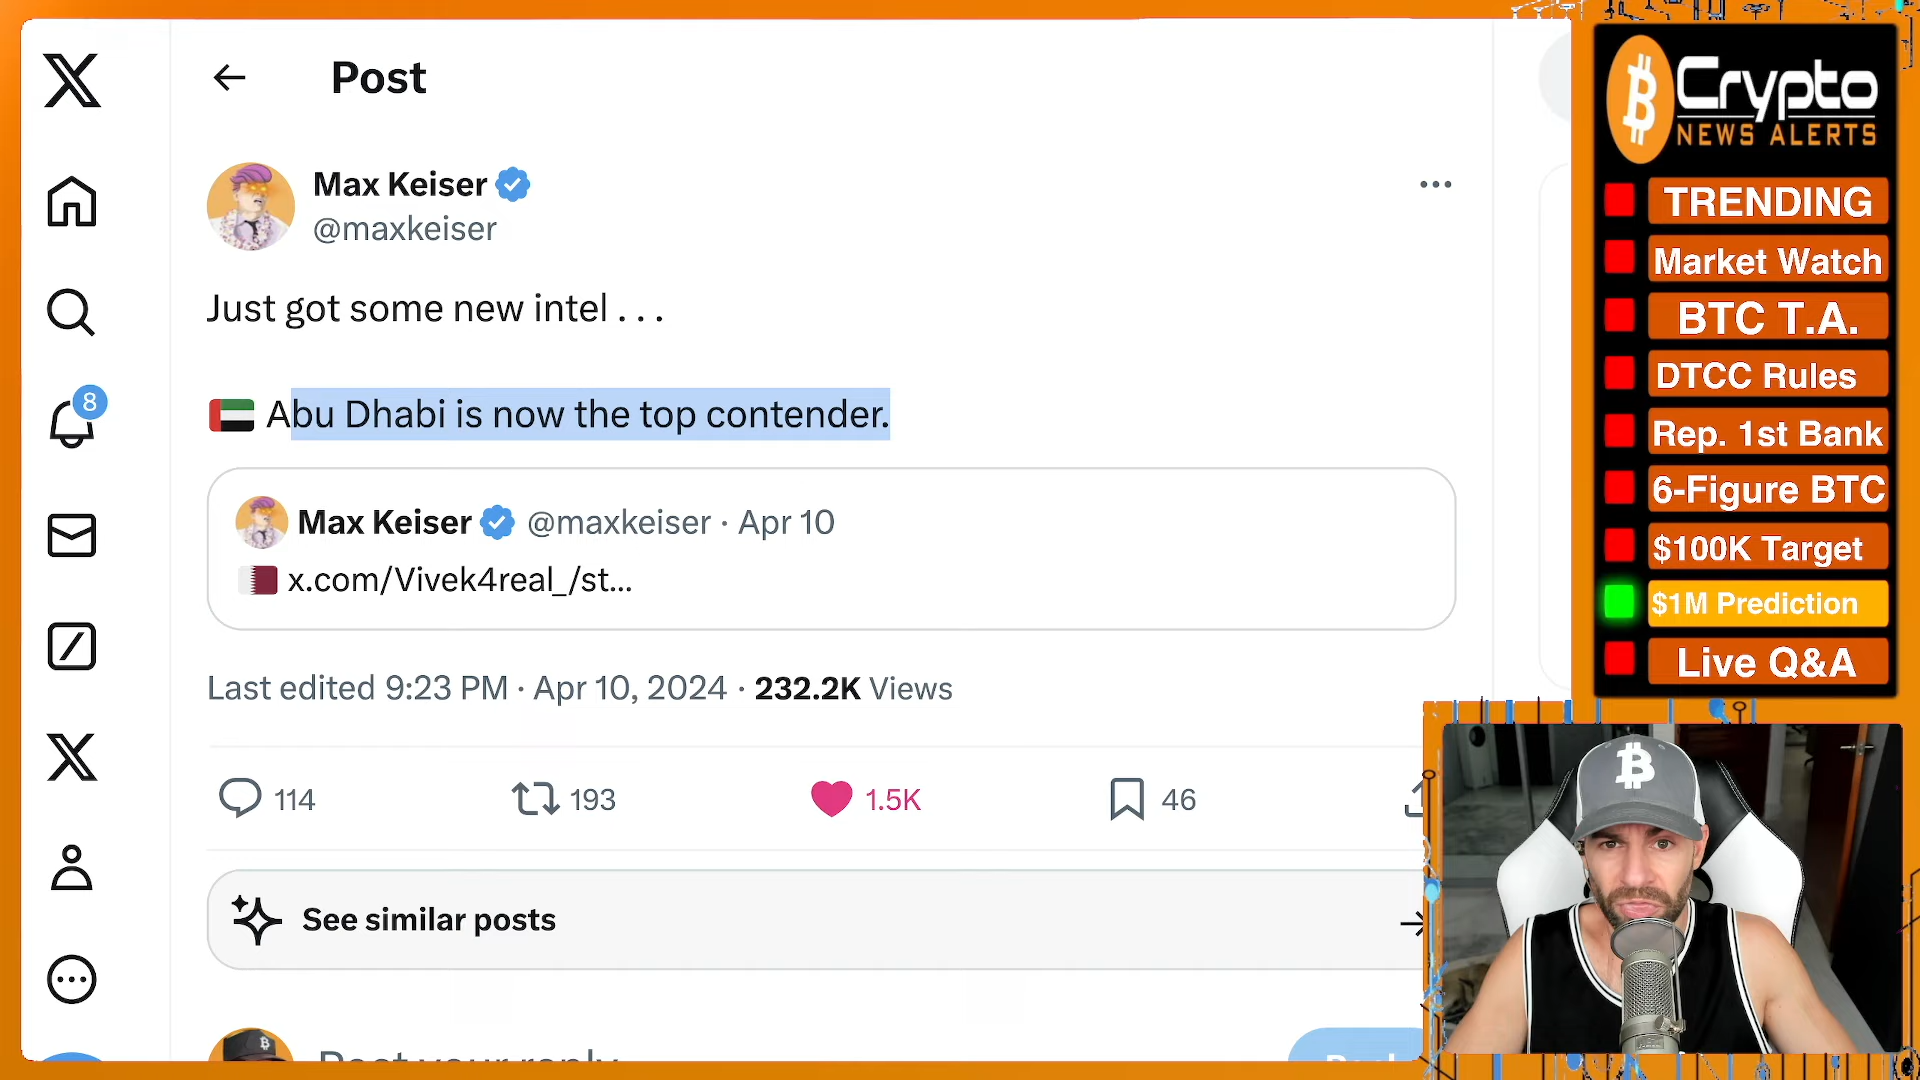 Post
Max Keiser
@maxkeiser
Just got some new intel . . .
Abu Dhabi is now the top contender.
Max Keiser @maxkeiser · Apr 10
x.com/Vivek4real_/st...
Last edited 9:23 PM · Apr 10, 2024 · 232.2K Views
114 193 1.5K 46
See similar posts
8
Crypto
NEWS ALERTS
TRENDING
Market Watch
BTC T.A.
DTCC Rules
Rep. 1st Bank
6-Figure BTC
$100K Target
$1M Prediction
Live Q&A